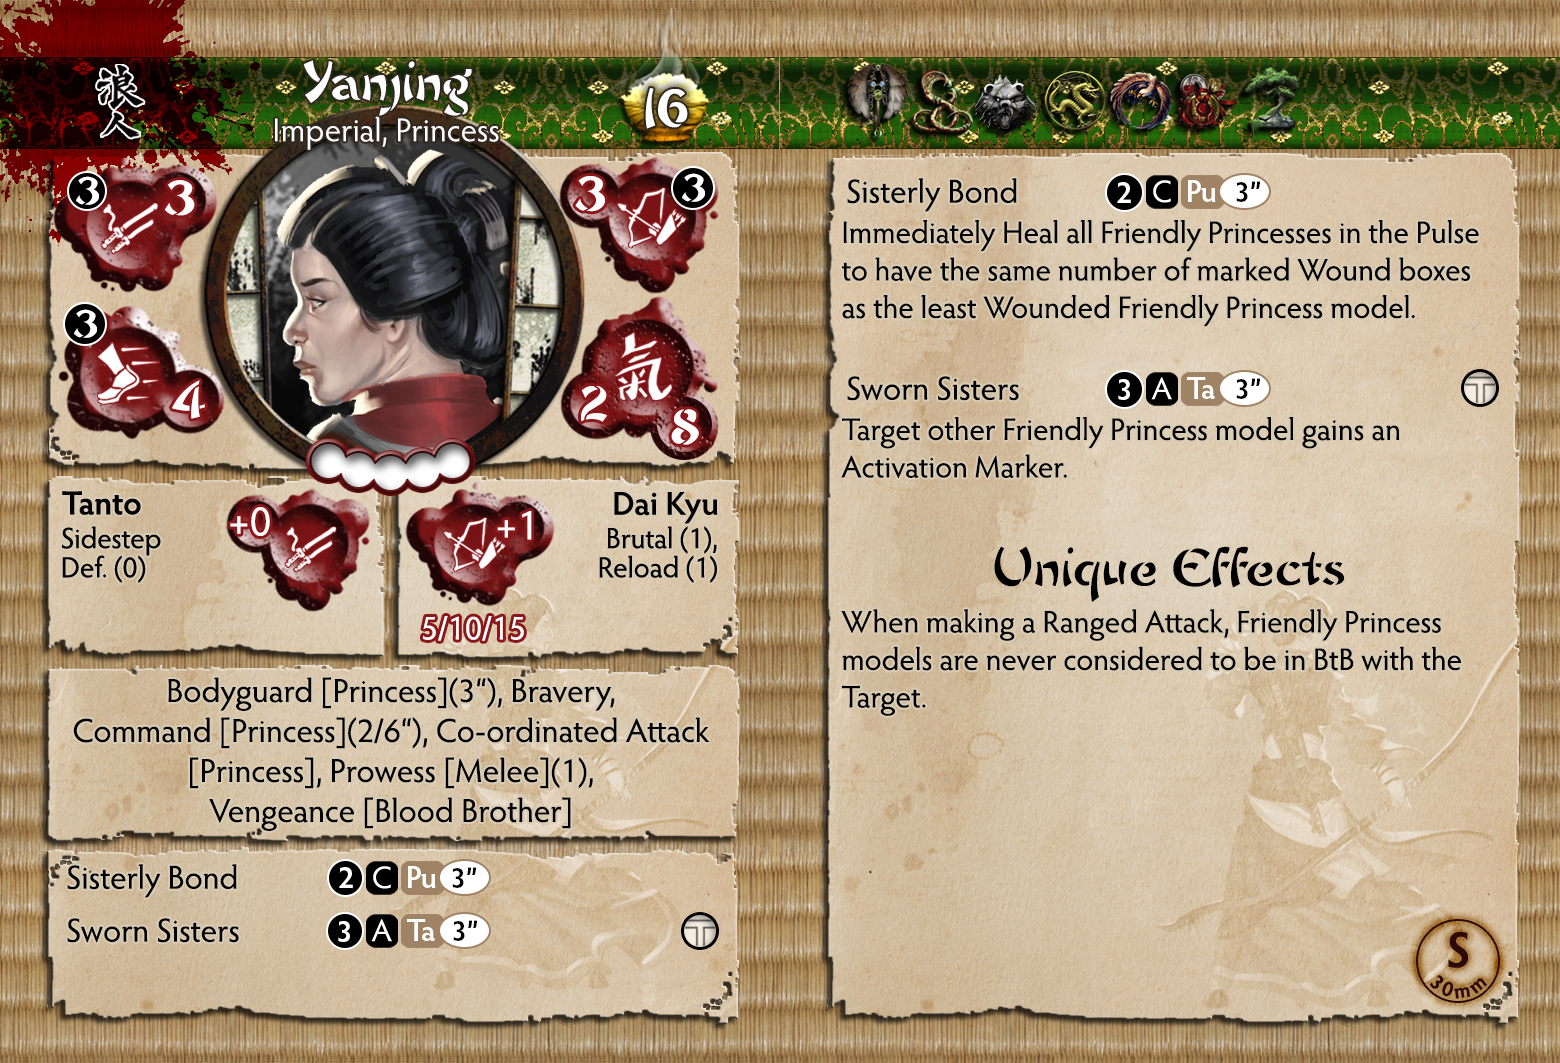 浪人
Yanjing
Imperial, Princess
16
3 3
3 3
3 4
氣
2 8
Tanto
Sidestep
Def. (0)
+0
+1
5/10/15
Dai Kyu
Brutal (1),
Reload (1)
Bodyguard [Princess](3"), Bravery,
Command [Princess](2/6"), Co-ordinated Attack
[Princess], Prowess [Melee](1),
Vengeance [Blood Brother]
Sisterly Bond 2 C Pu 3"
Sworn Sisters 3 A Ta 3" T
Sisterly Bond 2 C Pu 3"
Immediately Heal all Friendly Princesses in the Pulse
to have the same number of marked Wound boxes
as the least Wounded Friendly Princess model.
Sworn Sisters 3 A Ta 3" T
Target other Friendly Princess model gains an
Activation Marker.
Unique Effects
When making a Ranged Attack, Friendly Princess
models are never considered to be in BtB with the
Target.
S
30mm